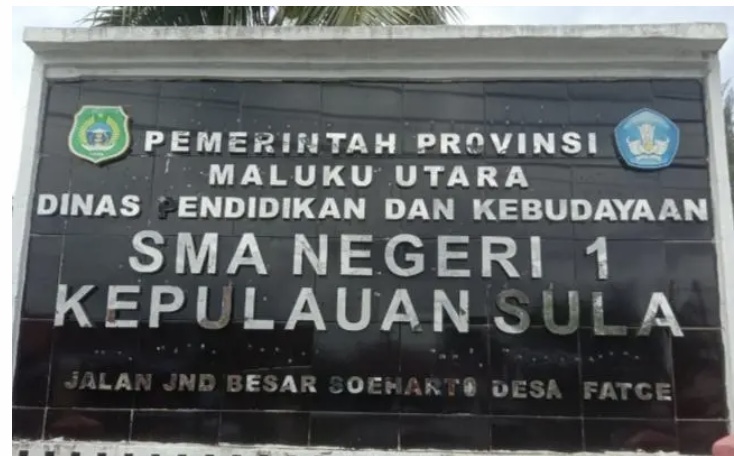 PEMERINTAH PROVINSI
MALUKU UTARA
DINAS PENDIDIKAN DAN KEBUDAYAAN
SMA NEGERI 1
KEPULAUAN SULA
JALAN JND BESAR SOEHARTO DESA FATCE